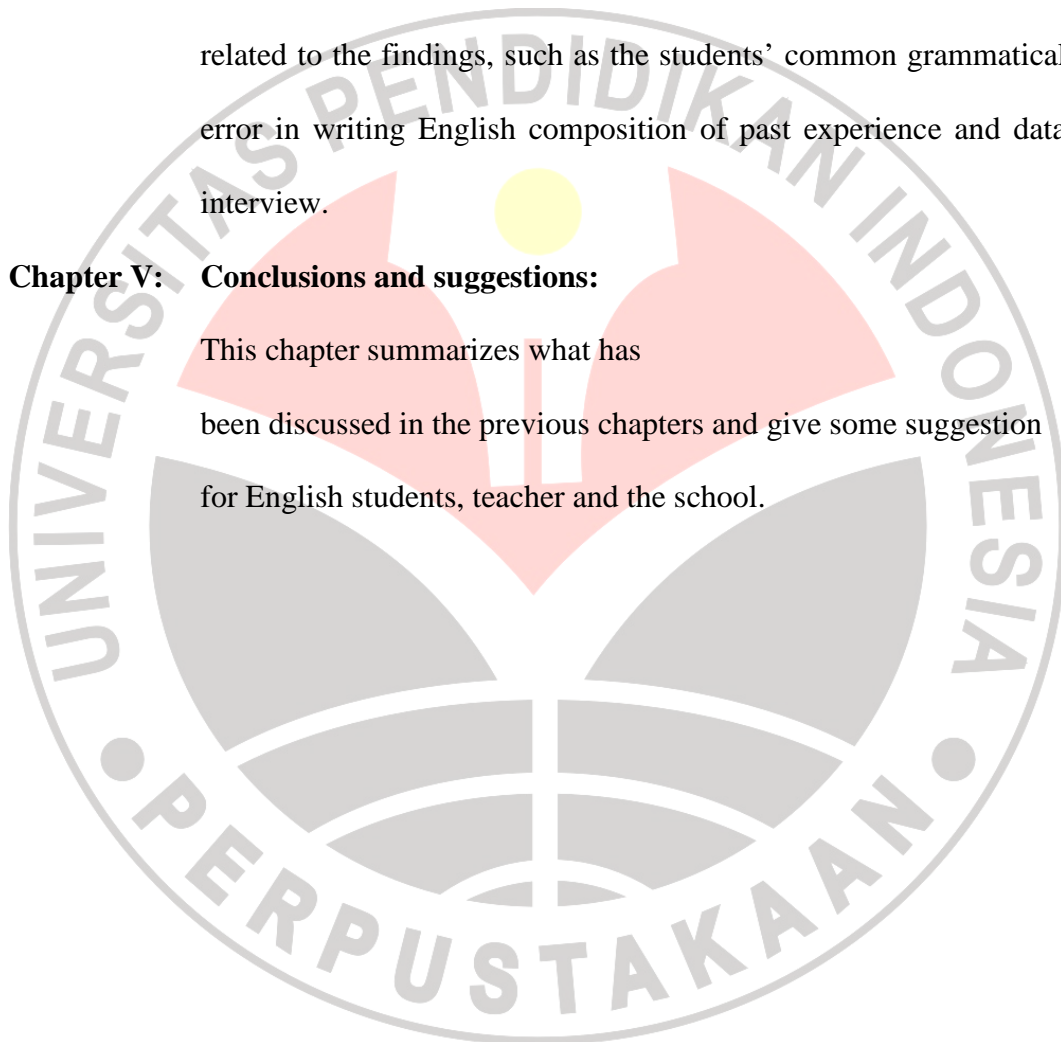 related to the findings, such as the students’ common grammatical
error in writing English composition of past experience and data
interview.
Chapter V: Conclusions and suggestions:
This chapter summarizes what has
been discussed in the previous chapters and give some suggestion
for English students, teacher and the school.
UNIVERSITAS PENDIDIKAN INDONESIA
PERPUSTAKAAN